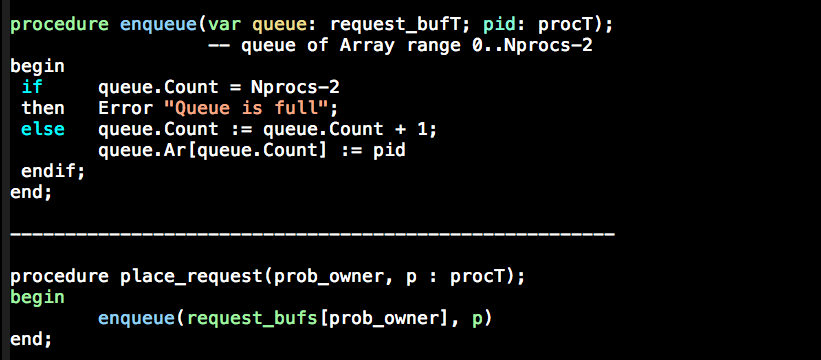 procedure enqueue(var queue: request_bufT; pid: procT);
                  -- queue of Array range 0..Nprocs-2
begin
 if     queue.Count = Nprocs-2
 then   Error "Queue is full";
 else   queue.Count := queue.Count + 1;
        queue.Ar[queue.Count] := pid
 endif;
end;
-------------------------------------------------------
procedure place_request(prob_owner, p : procT);
begin
        enqueue(request_bufs[prob_owner], p)
end;